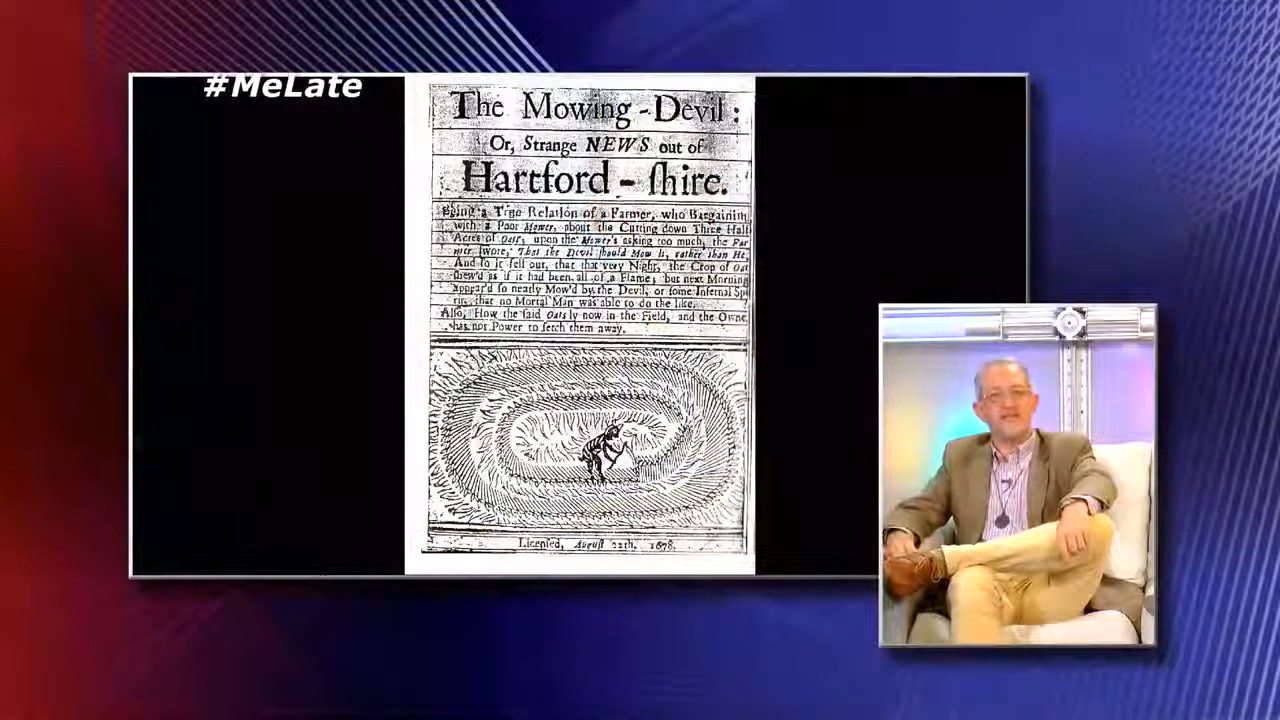 #MeLate
The Mowing-Devil:
Or, Strange NEWS out of
Hartford-shire.
Being a True Relation of a Farmer, who Bargaining
with a Poor Mower, about the Cutting down Three Half
Acres of Oats; upon the Mower's asking too much, the Far-
mer swore, That the Devil should Mow it, rather than He.
And so it fell out, that that very Night, the Crop of Oat
shew'd as if it had been all of a Flame; but next Morning
appear'd so neatly Mow'd by the Devil, or some Infernal Spi-
rit, that no Mortal Man was able to do the like.
Also, How the said Oats ly now in the Field, and the Owner
has not Power to fetch them away.
Licensed, August 22th. 1678.